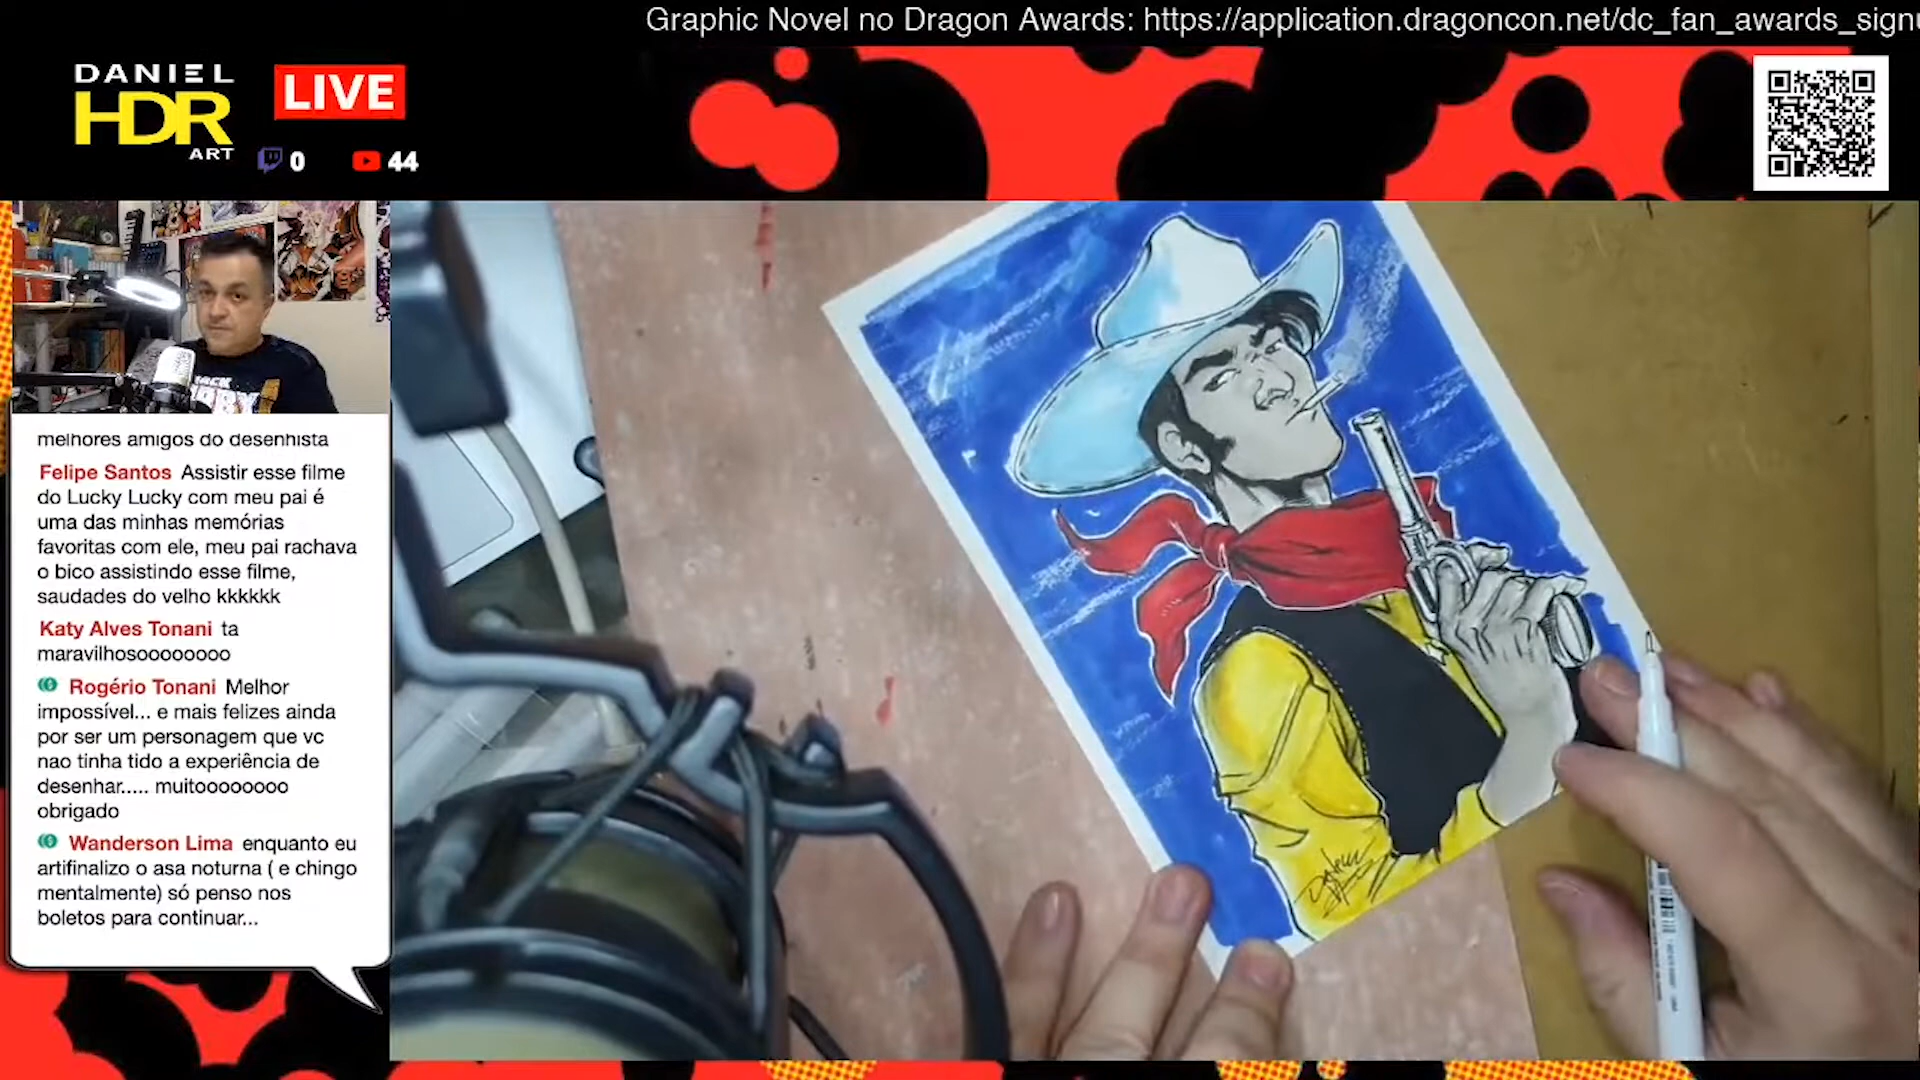 Graphic Novel no Dragon Awards: https://application.dragoncon.net/dc_fan_awards_sign
DANIEL
HDR
ART
LIVE
0
44
melhores amigos do desenhista
Felipe Santos Assistir esse filme
do Lucky Lucky com meu pai é
uma das minhas memórias
favoritas com ele, meu pai rachava
o bico assistindo esse filme,
saudades do velho kkkkkk
Katy Alves Tonani ta
maravilhosoooooooo
Rogério Tonani Melhor
impossível... e mais felizes ainda
por ser um personagem que vc
nao tinha tido a experiência de
desenhar..... muitoooooooo
obrigado
Wanderson Lima enquanto eu
artifinalizo o asa noturna ( e chingo
mentalmente) só penso nos
boletos para continuar...